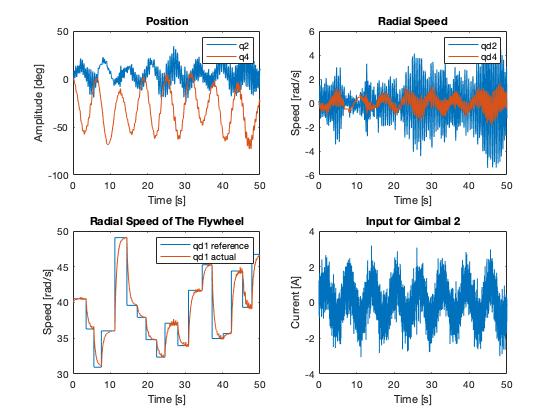 Position
50
0
-50
-100
Amplitude [deg]
q2
q4
0 10 20 30 40 50
Time [s]
Radial Speed
6
4
2
0
-2
-4
-6
Speed [rad/s]
qd2
qd4
0 10 20 30 40 50
Time [s]
Radial Speed of The Flywheel
50
45
40
35
30
Speed [rad/s]
qd1 reference
qd1 actual
0 10 20 30 40 50
Time [s]
Input for Gimbal 2
4
2
0
-2
-4
Current [A]
0 10 20 30 40 50
Time [s]